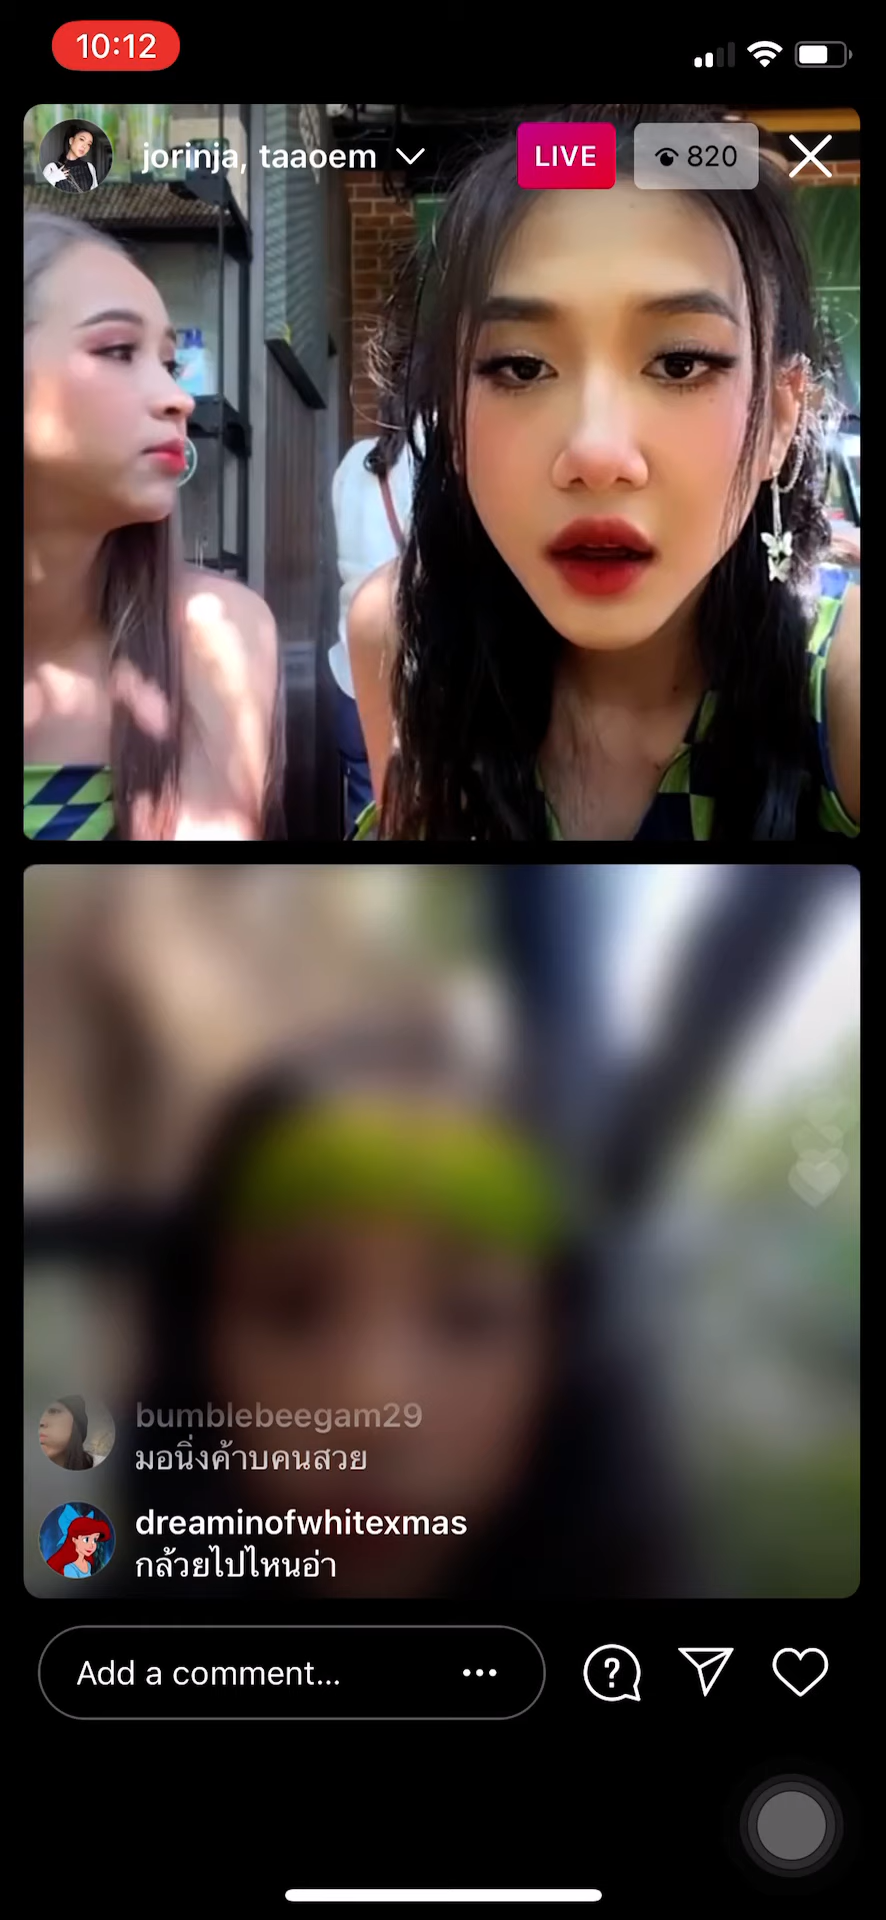 10:12
jorinja, taaoem
LIVE
820
bumblebeegam29
มอนิ่งค้าบคนสวย
dreaminofwhitexmas
กล้วยไปไหนอ่า
Add a comment...